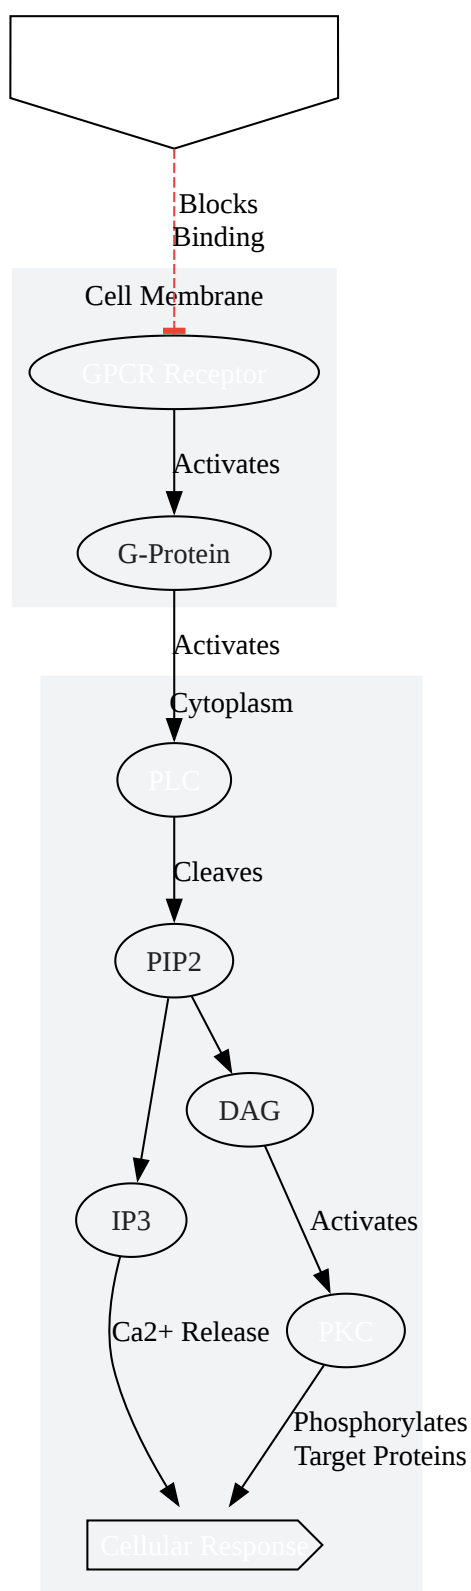 Blocks
Binding
Cell Membrane
GPCR Receptor
Activates
G-Protein
Activates
Cytoplasm
PLC
Cleaves
PIP2
DAG
IP3
Activates
Ca2+ Release
PKC
Phosphorylates
Target Proteins
Cellular Response